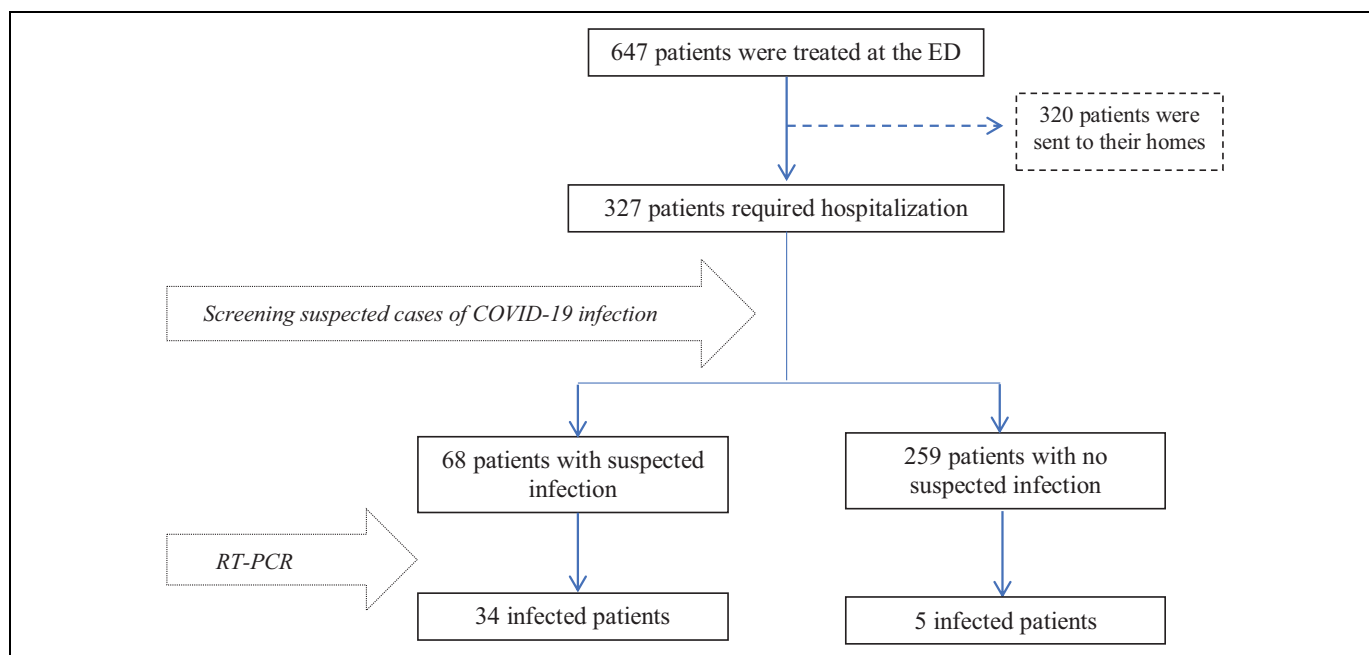 647 patients were treated at the ED
320 patients were
sent to their homes
327 patients required hospitalization
Screening suspected cases of COVID-19 infection
68 patients with suspected
infection
259 patients with no
suspected infection
RT-PCR
34 infected patients
5 infected patients